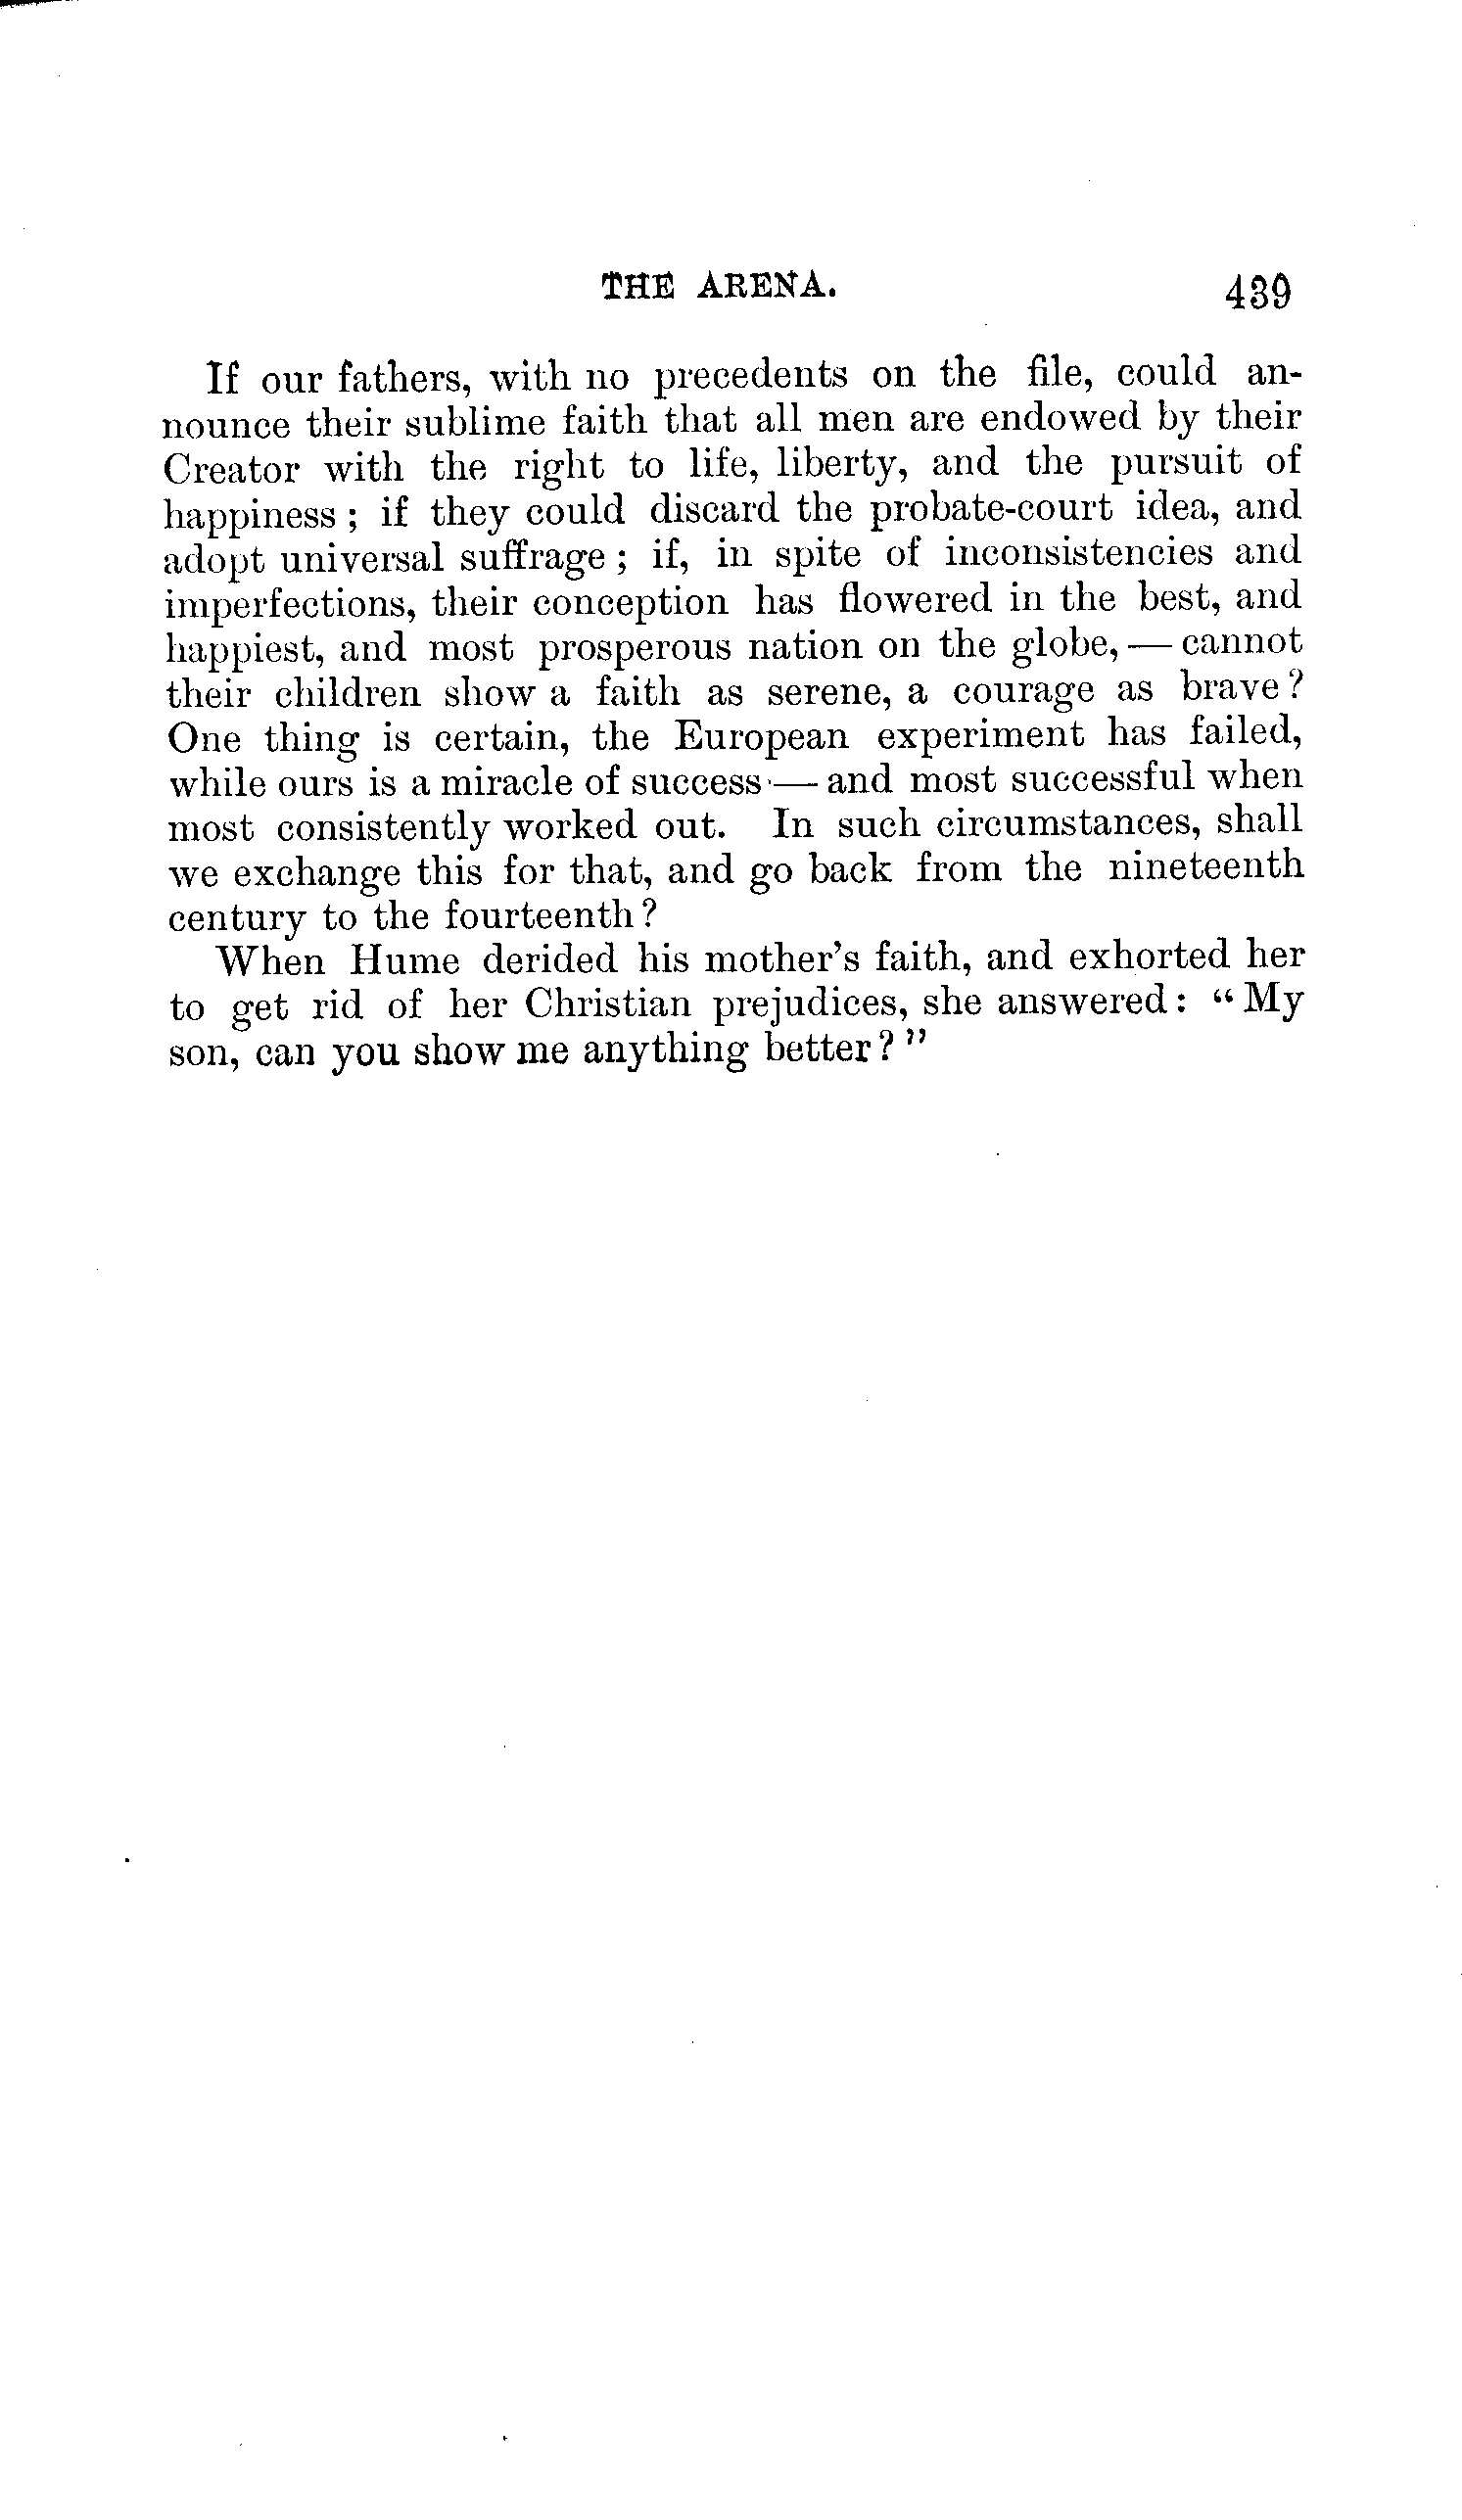 THE ARENA. 439
If our fathers, with no precedents on the file, could an-
nounce their sublime faith that all men are endowed by their
Creator with the right to life, liberty, and the pursuit of
happiness ; if they could discard the probate-court idea, and
adopt universal suffrage ; if, in spite of inconsistencies and
imperfections, their conception has flowered in the best, and
happiest, and most prosperous nation on the globe, — cannot
their children show a faith as serene, a courage as brave ?
One thing is certain, the European experiment has failed,
while ours is a miracle of success — and most successful when
most consistently worked out. In such circumstances, shall
we exchange this for that, and go back from the nineteenth
century to the fourteenth ?
When Hume derided his mother's faith, and exhorted her
to get rid of her Christian prejudices, she answered : “ My
son, can you show me anything better ? ”